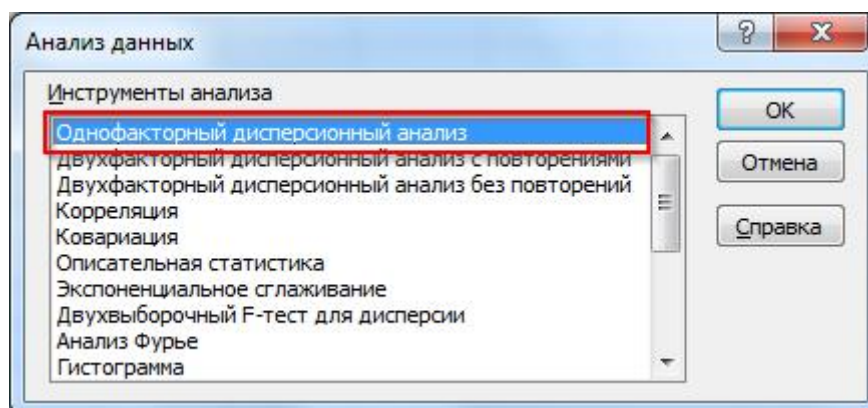 Анализ данных
Инструменты анализа
Однофакторный дисперсионный анализ
Двухфакторный дисперсионный анализ с повторениями
Двухфакторный дисперсионный анализ без повторений
Корреляция
Ковариация
Описательная статистика
Экспоненциальное сглаживание
Двухвыборочный F-тест для дисперсии
Анализ Фурье
Гистограмма
ОК
Отмена
Справка